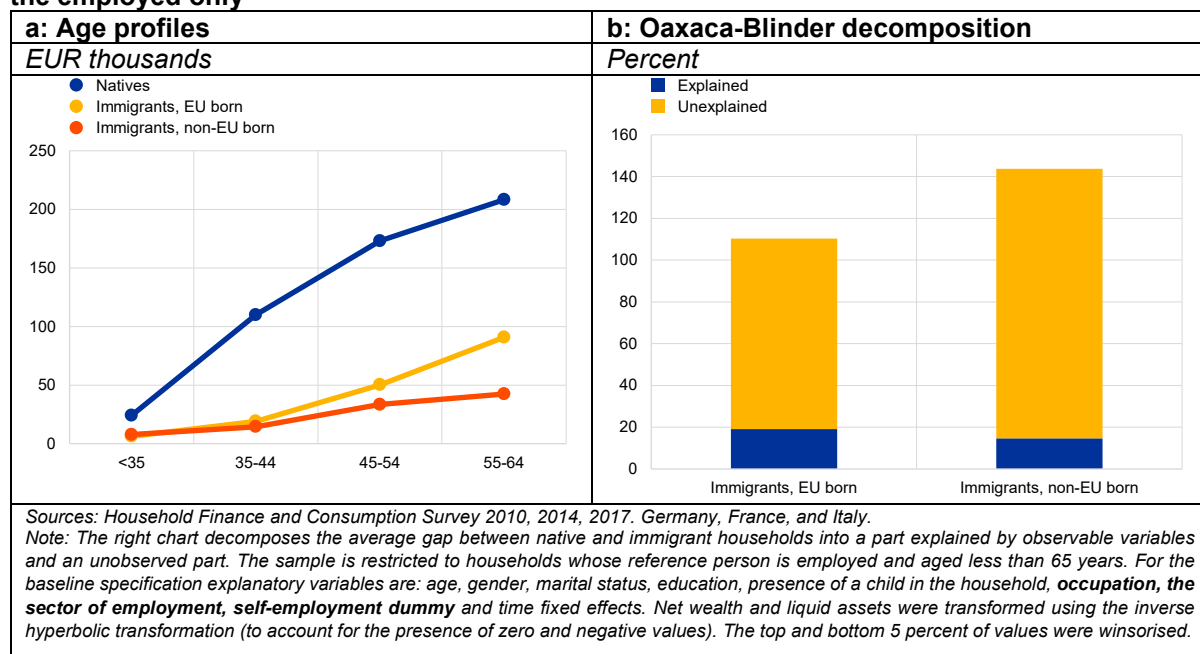 the employed only
a: Age profiles
b: Oaxaca-Blinder decomposition
EUR thousands
Percent
Natives
Immigrants, EU born
Immigrants, non-EU born
250
200
150
100
50
0
<35
35-44
45-54
55-64
Explained
Unexplained
160
140
120
100
80
60
40
20
0
Immigrants, EU born
Immigrants, non-EU born
Sources: Household Finance and Consumption Survey 2010, 2014, 2017. Germany, France, and Italy.
Note: The right chart decomposes the average gap between native and immigrant households into a part explained by observable variables
and an unobserved part. The sample is restricted to households whose reference person is employed and aged less than 65 years. For the
baseline specification explanatory variables are: age, gender, marital status, education, presence of a child in the household, occupation, the
sector of employment, self-employment dummy and time fixed effects. Net wealth and liquid assets were transformed using the inverse
hyperbolic transformation (to account for the presence of zero and negative values). The top and bottom 5 percent of values were winsorised.